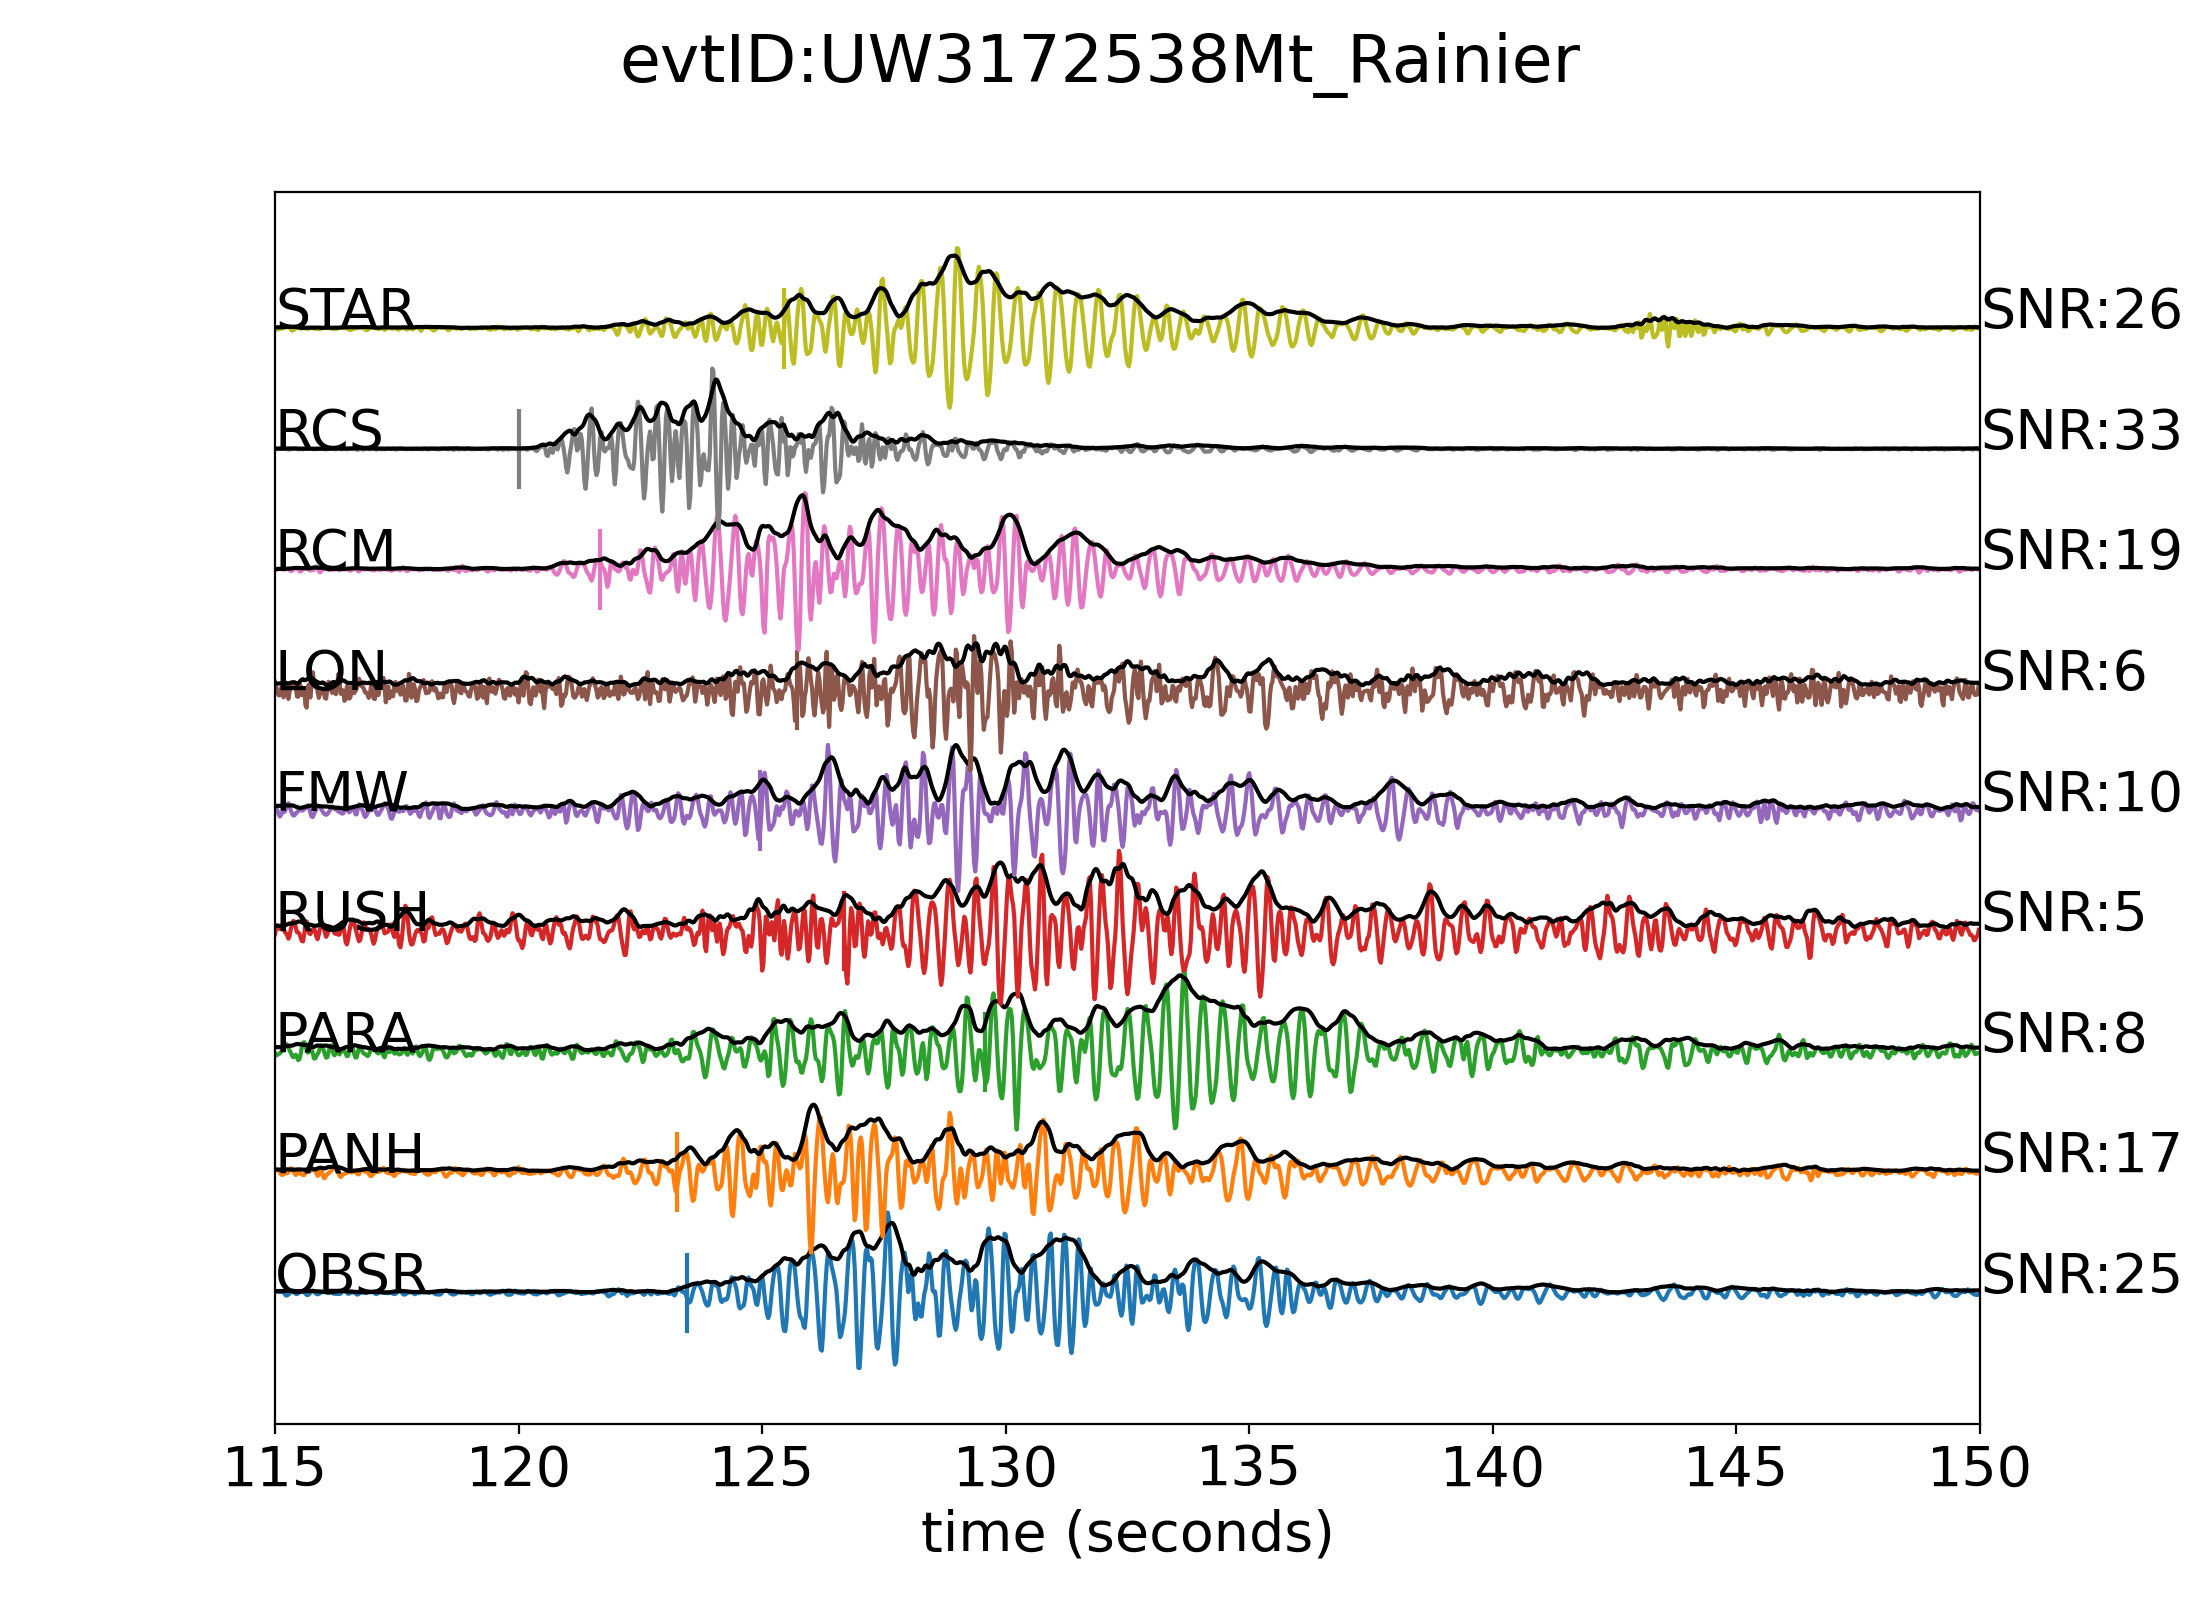 evtID:UW3172538Mt_Rainier
STAR SNR:26
RCS SNR:33
RCM SNR:19
LON SNR:6
FMW SNR:10
RUSH SNR:5
PARA SNR:8
PANH SNR:17
OBSR SNR:25
115 120 125 130 135 140 145 150
time (seconds)